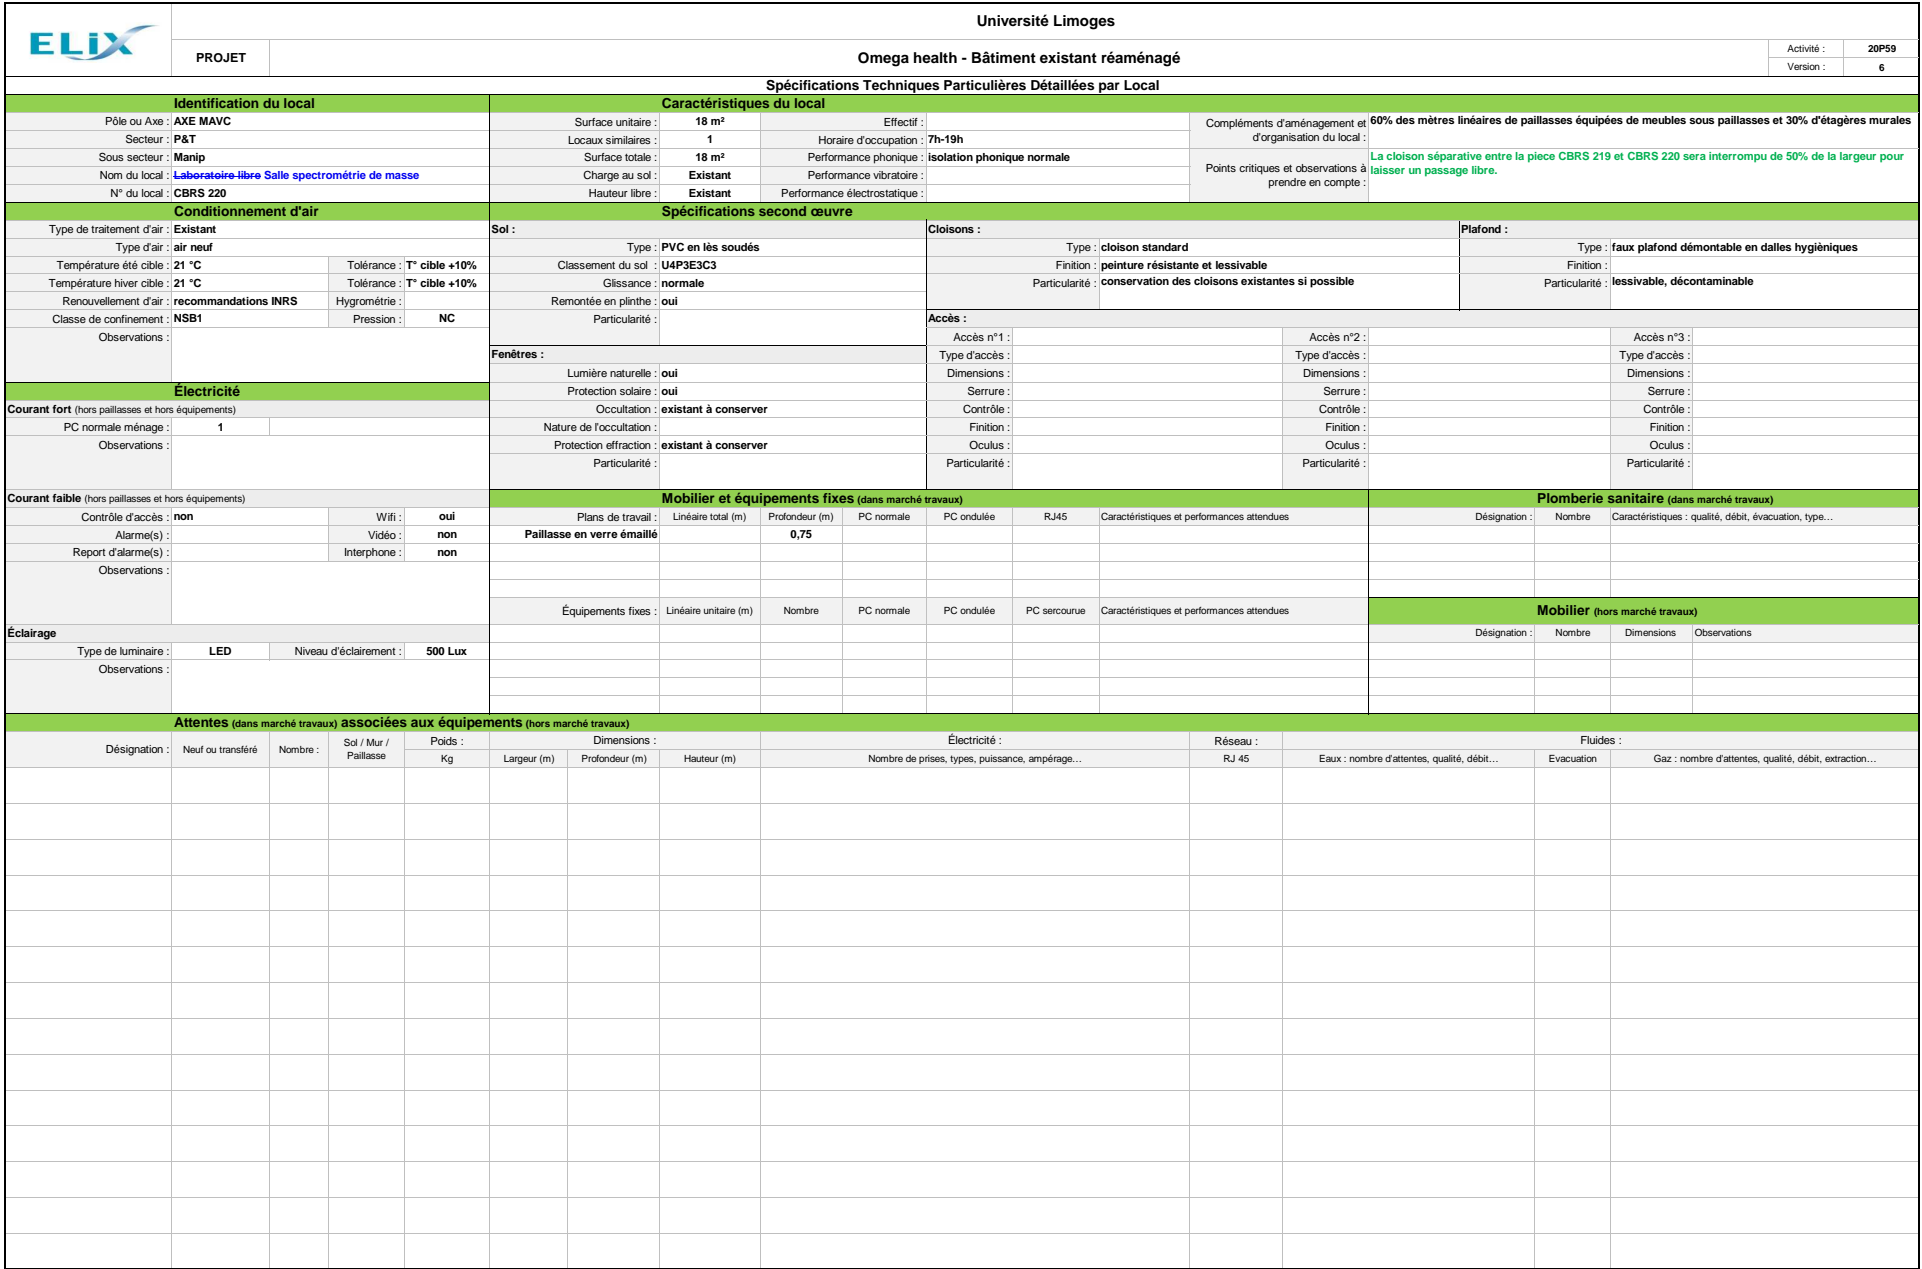 ELiX
Université Limoges
PROJET
Omega health - Bâtiment existant réaménagé
Activité : 20P59
Version : 6
Spécifications Techniques Particulières Détaillées par Local
Identification du local
Pôle ou Axe : AXE MAVC
Secteur : P&T
Sous secteur : Manip
Nom du local : Laboratoire libre Salle spectrométrie de masse
N° du local : CBRS 220
Caractéristiques du local
Surface unitaire : 18 m² Effectif :
Locaux similaires : 1 Horaire d'occupation : 7h-19h
Surface totale : 18 m² Performance phonique : isolation phonique normale
Charge au sol : Existant Performance vibratoire :
Hauteur libre : Existant Performance électrostatique :
Compléments d'aménagement et
d'organisation du local :
60% des mètres linéaires de paillasses équipées de meubles sous paillasses et 30% d'étagères murales
Points critiques et observations à
prendre en compte :
La cloison séparative entre la piece CBRS 219 et CBRS 220 sera interrompu de 50% de la largeur pour
laisser un passage libre.
Conditionnement d'air
Type de traitement d'air : Existant
Type d'air : air neuf
Température été cible : 21 °C Tolérance : T° cible +10%
Température hiver cible : 21 °C Tolérance : T° cible +10%
Renouvellement d'air : recommandations INRS Hygrométrie :
Classe de confinement : NSB1 Pression : NC
Observations :
Spécifications second œuvre
Sol :
Type : PVC en lès soudés
Classement du sol : U4P3E3C3
Glissance : normale
Remontée en plinthe : oui
Particularité :
Cloisons :
Type : cloison standard
Finition : peinture résistante et lessivable
Particularité : conservation des cloisons existantes si possible
Plafond :
Type : faux plafond démontable en dalles hygièniques
Finition :
Particularité : lessivable, décontaminable
Fenêtres :
Lumière naturelle : oui
Protection solaire : oui
Occultation : existant à conserver
Nature de l'occultation :
Protection effraction : existant à conserver
Particularité :
Accès :
Accès n°1 : Accès n°2 : Accès n°3 :
Type d'accès : Type d'accès : Type d'accès :
Dimensions : Dimensions : Dimensions :
Serrure : Serrure : Serrure :
Contrôle : Contrôle : Contrôle :
Finition : Finition : Finition :
Oculus : Oculus : Oculus :
Particularité : Particularité : Particularité :
Électricité
Courant fort (hors paillasses et hors équipements)
PC normale ménage : 1
Observations :
Courant faible (hors paillasses et hors équipements)
Contrôle d'accès : non Wifi : oui
Alarme(s) : Vidéo : non
Report d'alarme(s) : Interphone : non
Observations :
Éclairage
Type de luminaire : LED Niveau d'éclairement : 500 Lux
Observations :
Mobilier et équipements fixes (dans marché travaux)
Plans de travail : Linéaire total (m) Profondeur (m) PC normale PC ondulée RJ45 Caractéristiques et performances attendues
Paillasse en verre émaillé 0,75
Équipements fixes : Linéaire unitaire (m) Nombre PC normale PC ondulée PC sercourue Caractéristiques et performances attendues
Plomberie sanitaire (dans marché travaux)
Désignation : Nombre Caractéristiques : qualité, débit, évacuation, type…
Mobilier (hors marché travaux)
Désignation : Nombre Dimensions Observations
Attentes (dans marché travaux) associées aux équipements (hors marché travaux)
Désignation : Neuf ou transféré Nombre : Sol / Mur / Paillasse Poids : Dimensions : Électricité : Réseau : Fluides :
Kg Largeur (m) Profondeur (m) Hauteur (m) Nombre de prises, types, puissance, ampérage… RJ 45 Eaux : nombre d'attentes, qualité, débit… Evacuation Gaz : nombre d'attentes, qualité, débit, extraction…